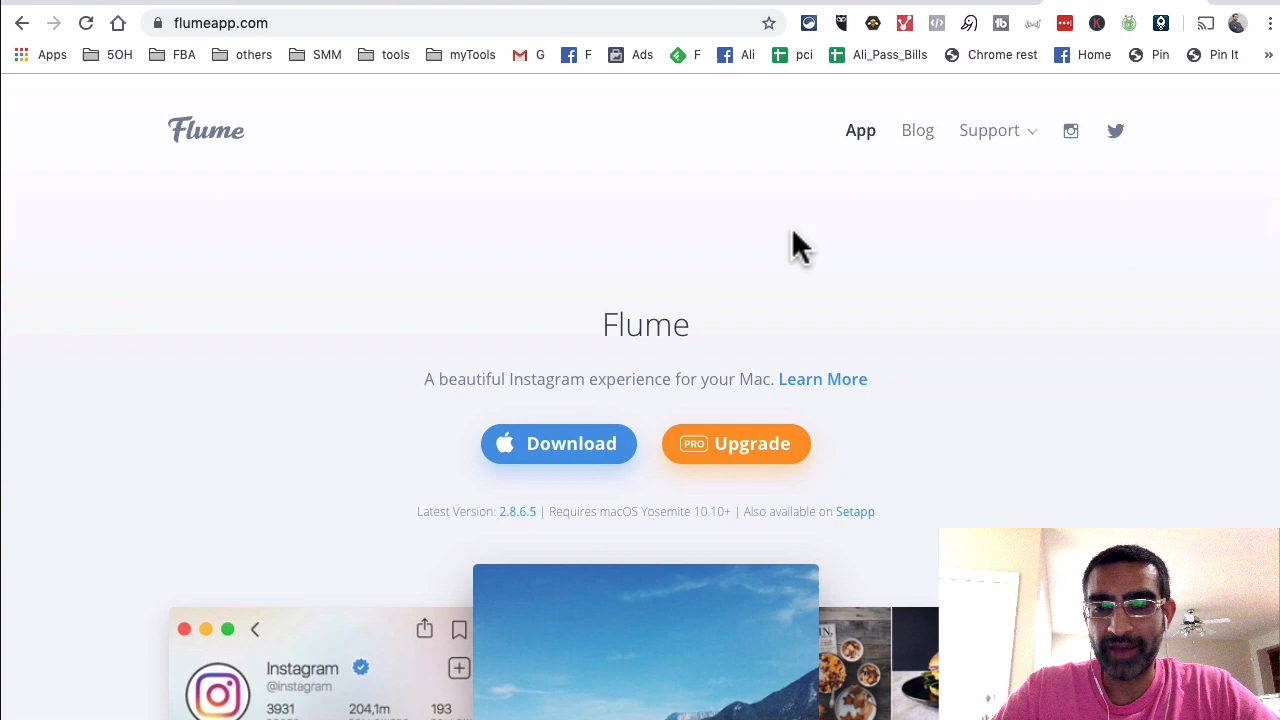 flumeapp.com
Apps 5OH FBA others SMM tools myTools G F Ads F Ali pci Ali_Pass_Bills Chrome rest Home Pin Pin It »
Flume
App Blog Support
Flume
A beautiful Instagram experience for your Mac. Learn More
Download PRO Upgrade
Latest Version: 2.8.6.5 | Requires macOS Yosemite 10.10+ | Also available on Setapp
Instagram
@instagram
3931 204,1m 193